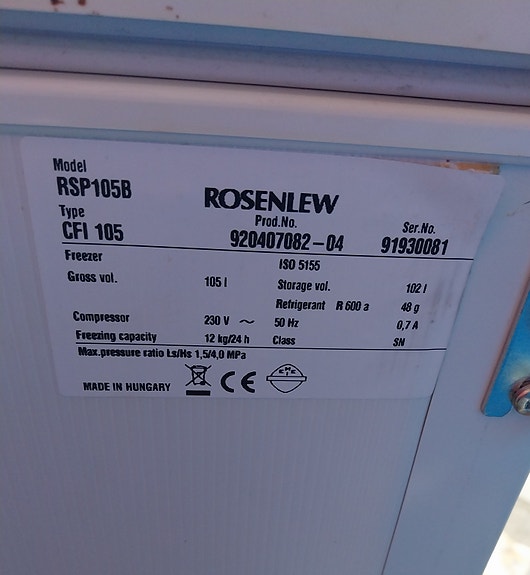 Model
RSP105B
ROSENLEW
Type
Prod.No.
Ser.No.
CFI 105
920407082-04
91930081
Freezer
ISO 5155
Gross vol.
105 l
Storage vol.
102 l
Refrigerant R 600 a
48 g
Compressor
230 V ~
50 Hz
0,7 A
Freezing capacity
12 kg/24 h
Class
SN
Max.pressure ratio Ls/Hs 1,5/4,0 MPa
MADE IN HUNGARY
CE